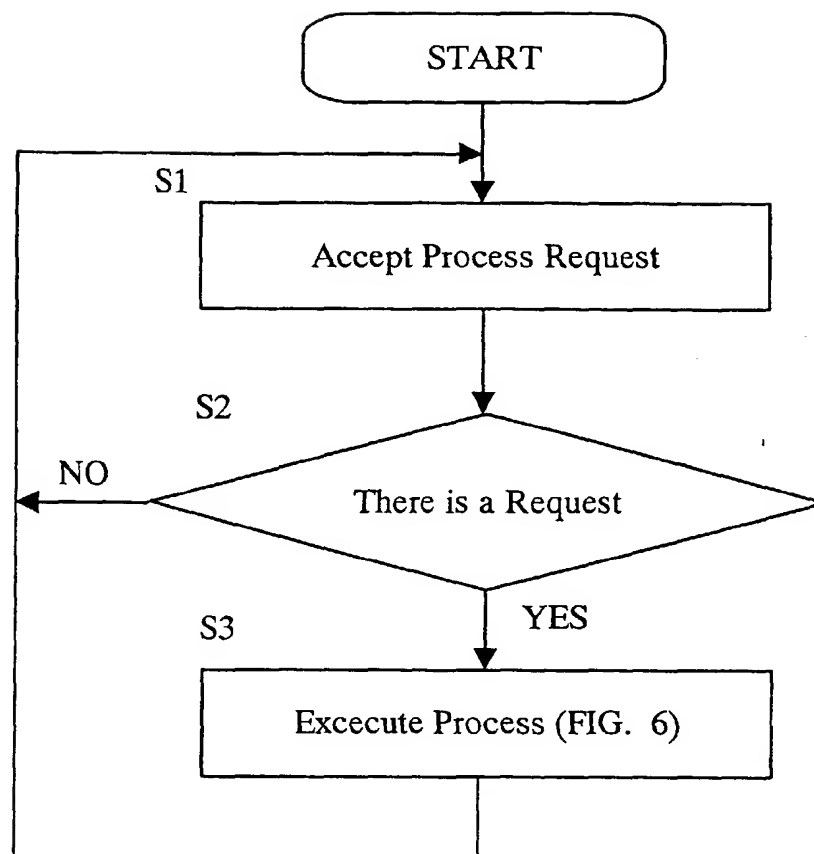 START
S1
Accept Process Request
S2
NO
There is a Request
YES
S3
Excecute Process (FIG. 6)